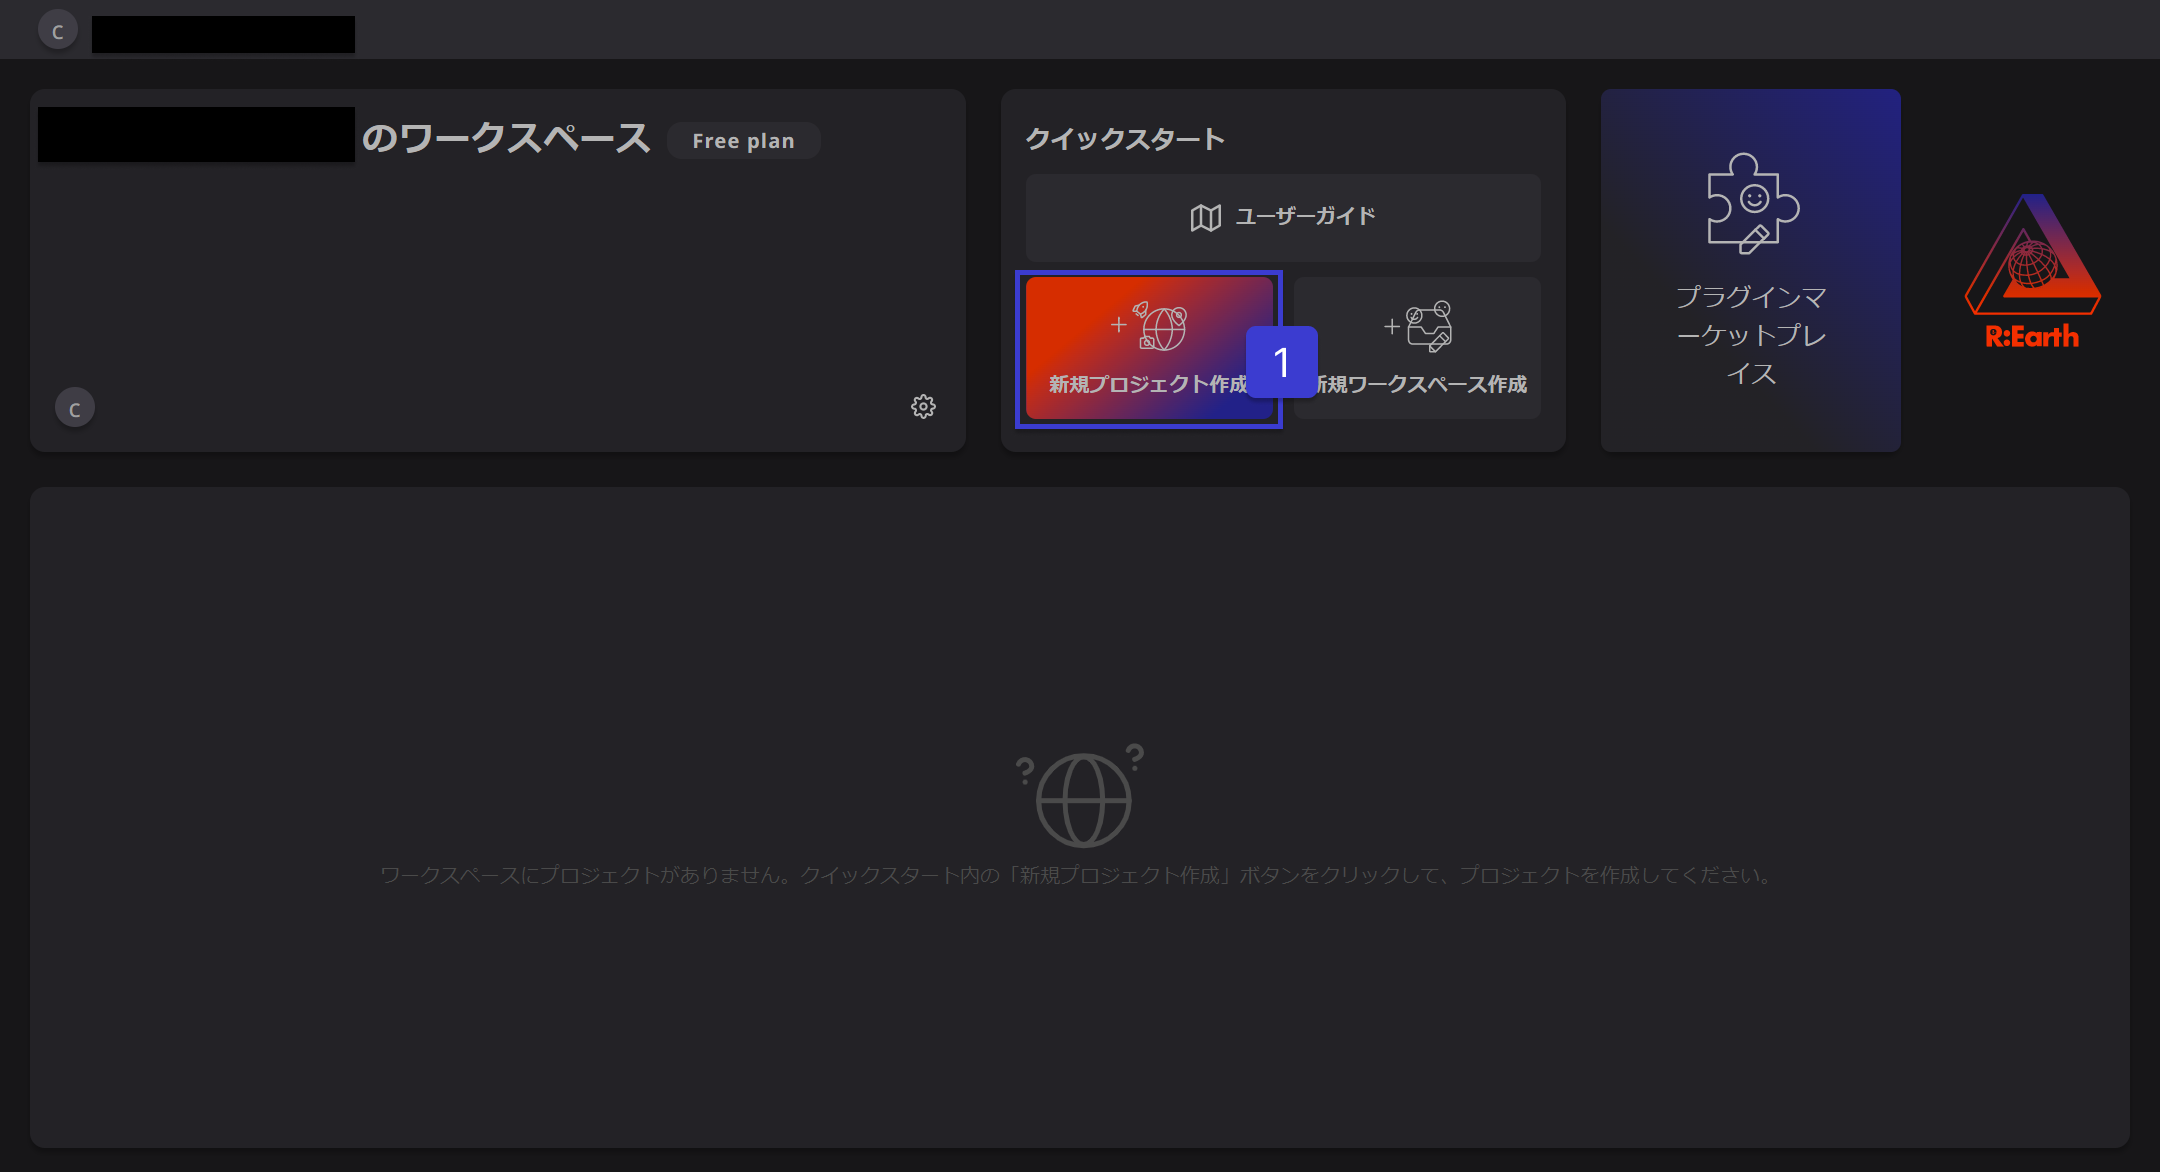 C
のワークスペース Free plan
C
クイックスタート
ユーザーガイド
新規プロジェクト作成
1
新規ワークスペース作成
プラグインマ
ーケットプレ
イス
R:Earth
ワークスペースにプロジェクトがありません。クイックスタート内の「新規プロジェクト作成」ボタンをクリックして、プロジェクトを作成してください。